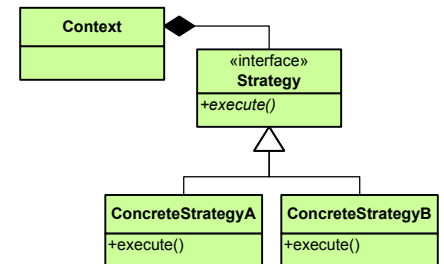 Context
«interface»
Strategy
+execute()
ConcreteStrategyA
+execute()
ConcreteStrategyB
+execute()